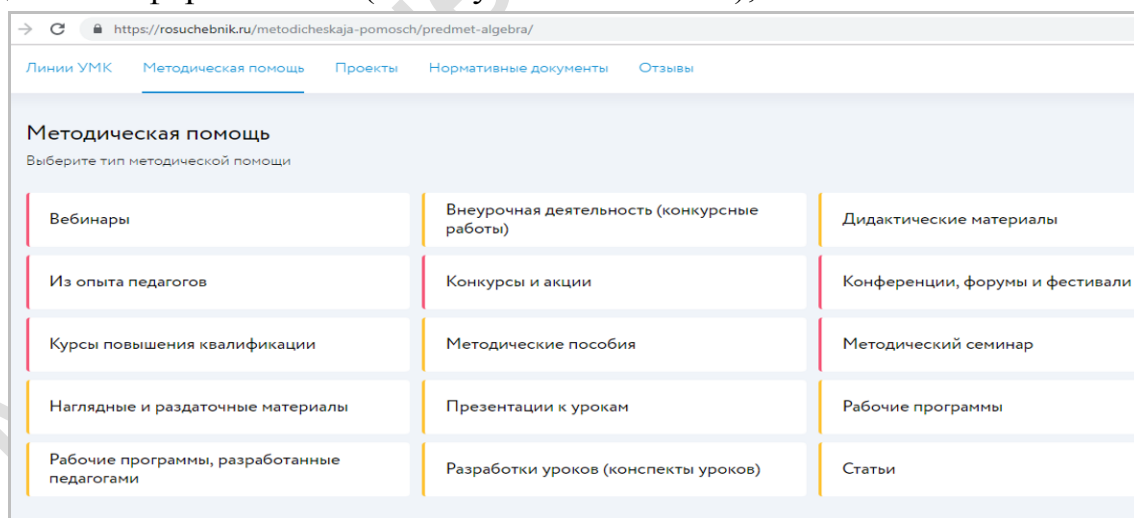 https://rosuchebnik.ru/metodicheskaja-pomosch/predmet-algebra/
Линии УМК Методическая помощь Проекты Нормативные документы Отзывы
Методическая помощь
Выберите тип методической помощи
Вебинары
Внеурочная деятельность (конкурсные
работы)
Дидактические материалы
Из опыта педагогов
Конкурсы и акции
Конференции, форумы и фестивали
Курсы повышения квалификации
Методические пособия
Методический семинар
Наглядные и раздаточные материалы
Презентации к урокам
Рабочие программы
Рабочие программы, разработанные
педагогами
Разработки уроков (конспекты уроков)
Статьи